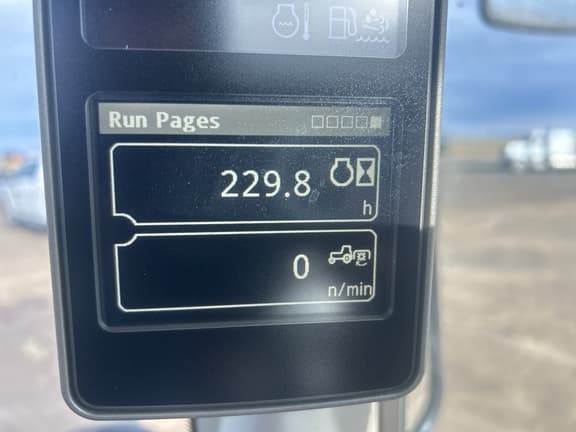 Run Pages
229.8
h
0
n/min